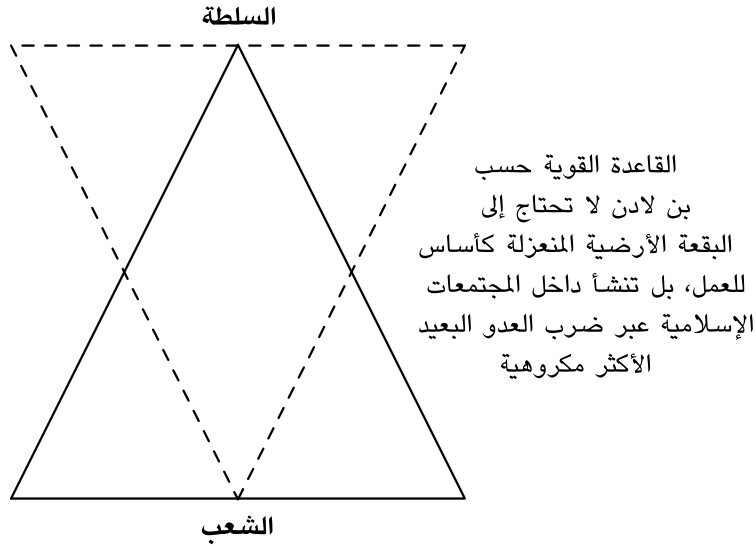 السلطة
القاعدة القوية حسب
بن لادن لا تحتاج إلى
البقعة الأرضية المنعزلة كأساس
للعمل، بل تنشأ داخل المجتمعات
الإسلامية عبر ضرب العدو البعيد
الأكثر مكروهية
الشعب